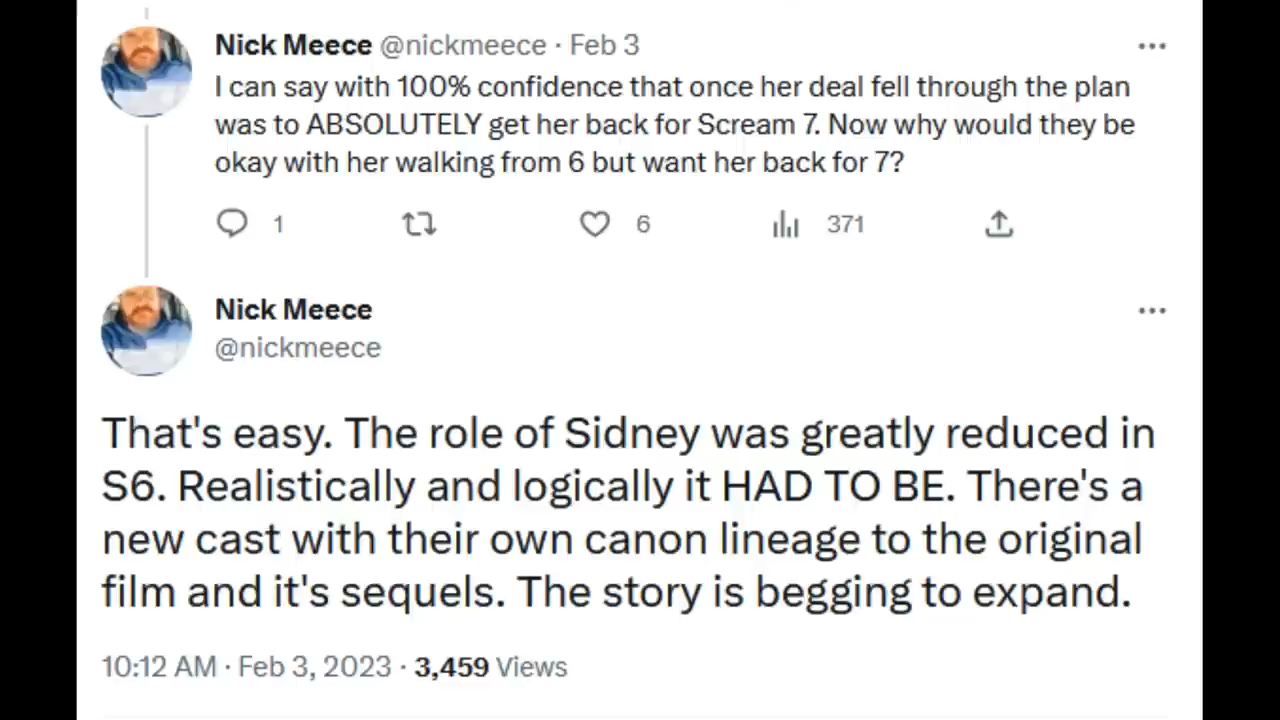 Nick Meece @nickmeece · Feb 3
I can say with 100% confidence that once her deal fell through the plan
was to ABSOLUTELY get her back for Scream 7. Now why would they be
okay with her walking from 6 but want her back for 7?
1 6 371
Nick Meece
@nickmeece
That's easy. The role of Sidney was greatly reduced in
S6. Realistically and logically it HAD TO BE. There's a
new cast with their own canon lineage to the original
film and it's sequels. The story is begging to expand.
10:12 AM · Feb 3, 2023 · 3,459 Views